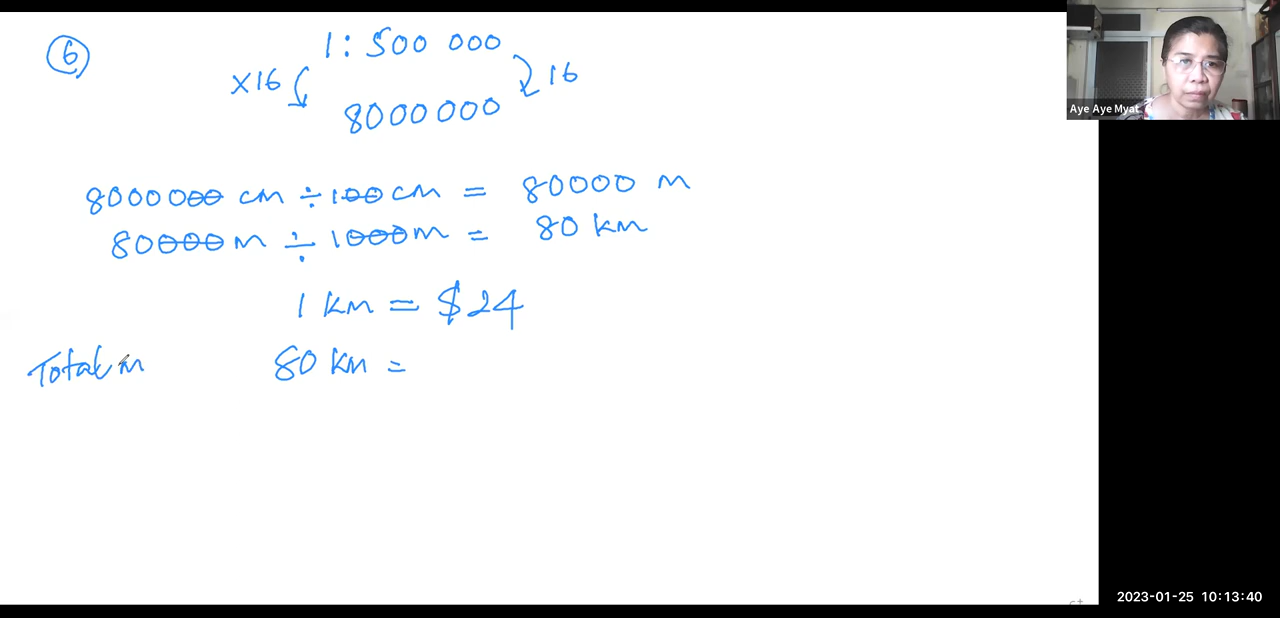 6
1 : 500 000
×16
16
8000000
8000000 cm ÷ 100 cm = 80000 m
80000 m ÷ 1000 m = 80 km
1 km = $24
Total m 80 km =
Aye Aye Myat
2023-01-25 10:13:40